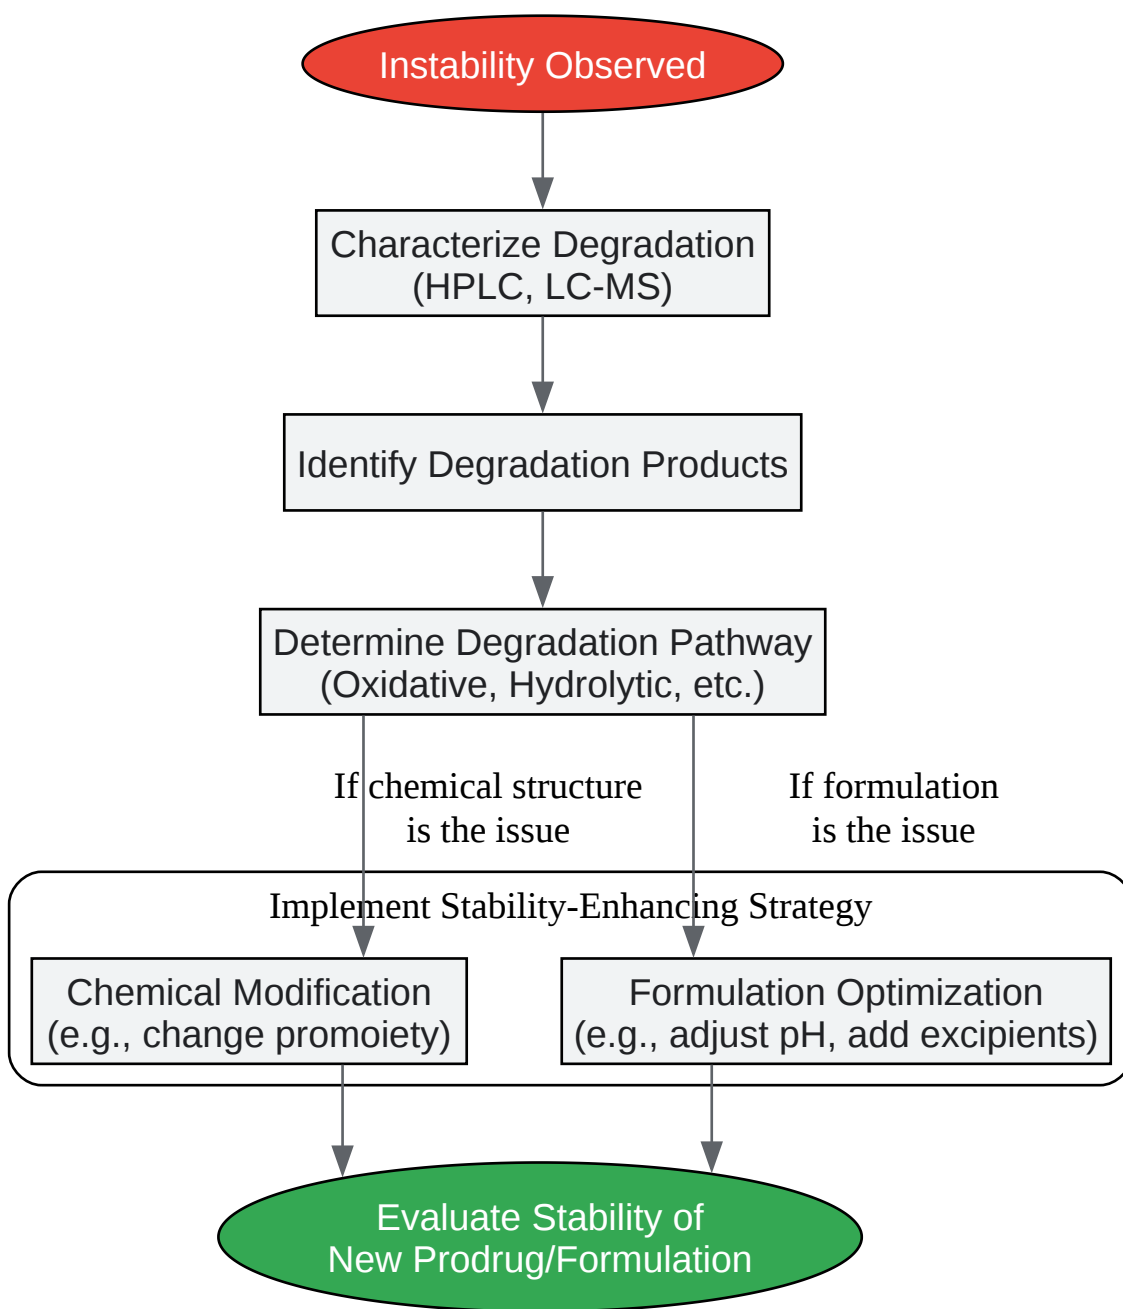 Instability Observed
Characterize Degradation
(HPLC, LC-MS)
Identify Degradation Products
Determine Degradation Pathway
(Oxidative, Hydrolytic, etc.)
If chemical structure
is the issue
If formulation
is the issue
Implement Stability-Enhancing Strategy
Chemical Modification
(e.g., change promoiety)
Formulation Optimization
(e.g., adjust pH, add excipients)
Evaluate Stability of
New Prodrug/Formulation